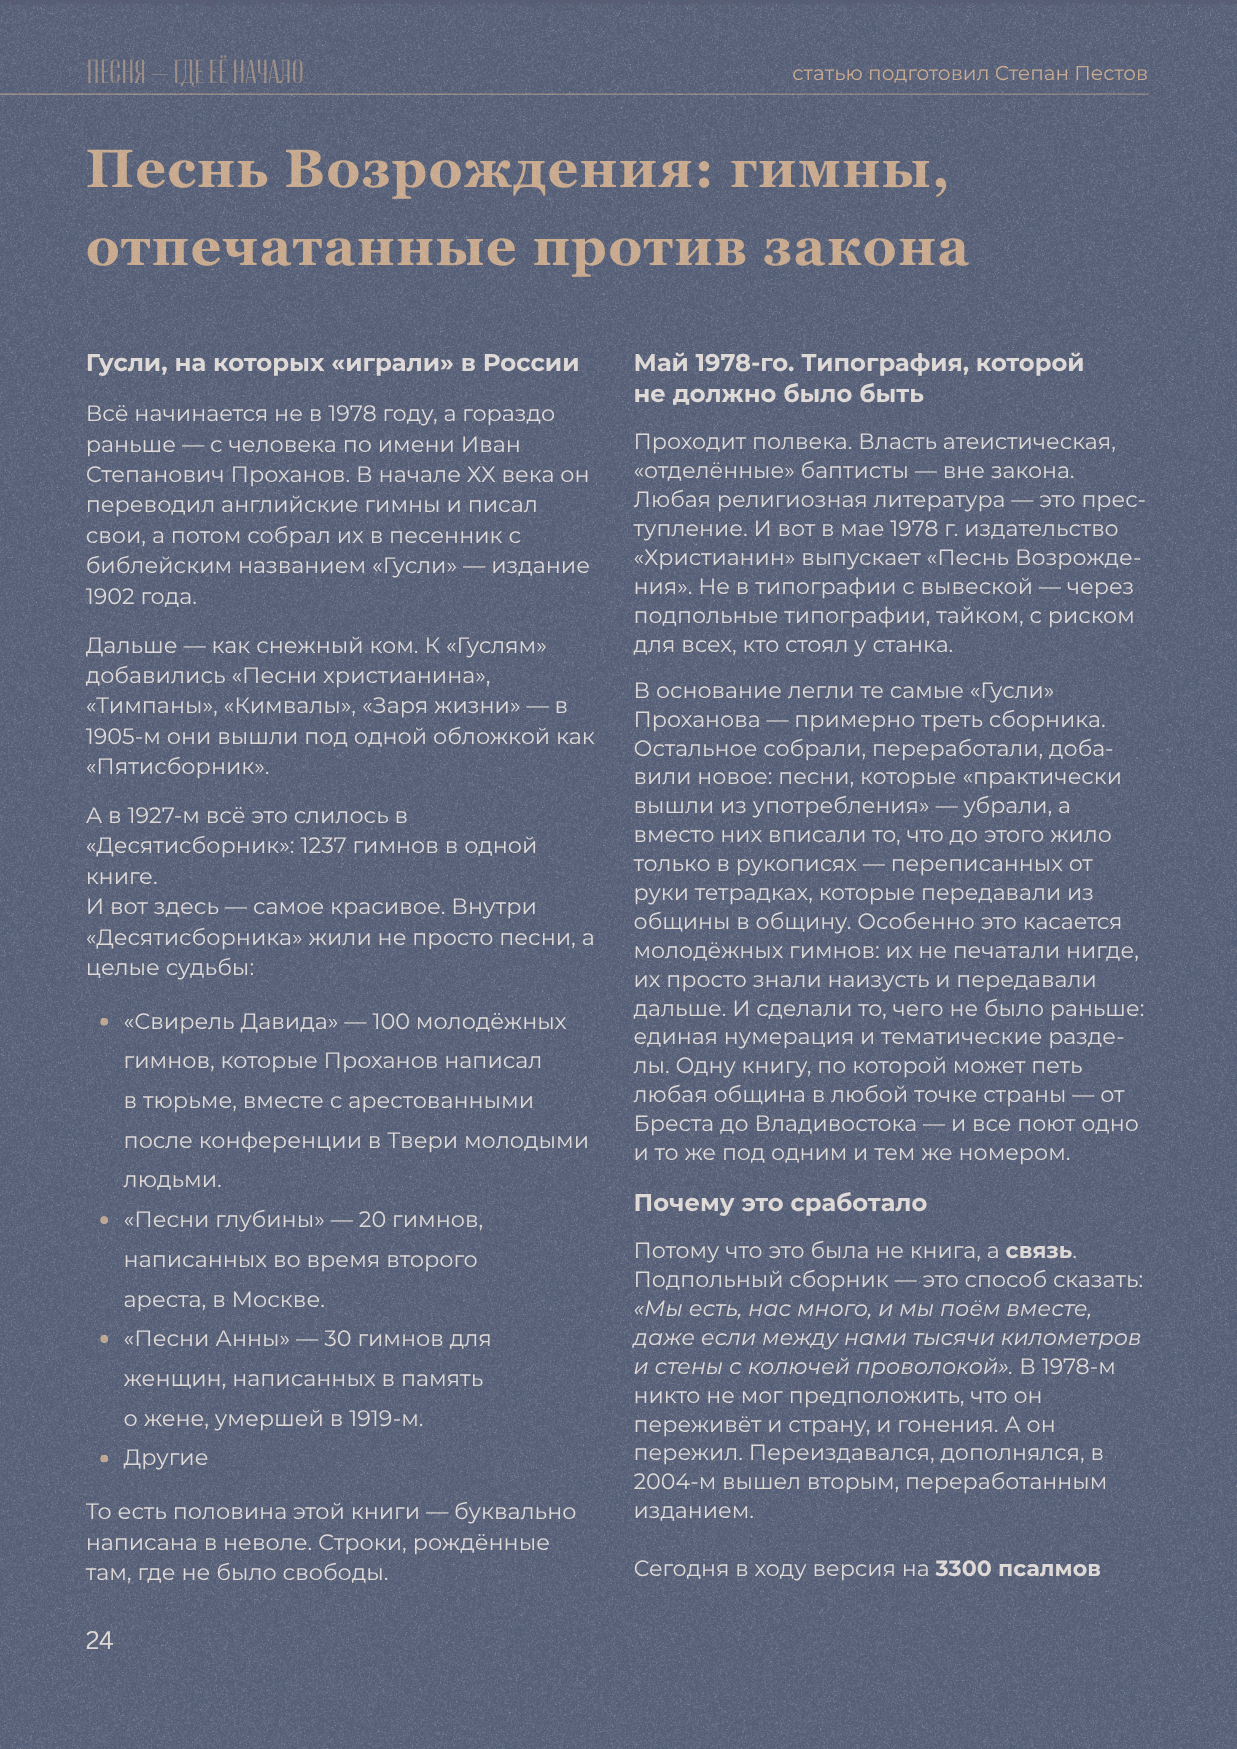 ПЕСНЯ — ГДЕ ЕЁ НАЧАЛО
статью подготовил Степан Пестов
Песнь Возрождения: гимны,
отпечатанные против закона
Гусли, на которых «играли» в России
Всё начинается не в 1978 году, а гораздо
раньше — с человека по имени Иван
Степанович Проханов. В начале XX века он
переводил английские гимны и писал
свои, а потом собрал их в песенник с
библейским названием «Гусли» — издание
1902 года.
Дальше — как снежный ком. К «Гуслям»
добавились «Песни христианина»,
«Тимпаны», «Кимвалы», «Заря жизни» — в
1905-м они вышли под одной обложкой как
«Пятисборник».
А в 1927-м всё это слилось в
«Десятисборник»: 1237 гимнов в одной
книге.
И вот здесь — самое красивое. Внутри
«Десятисборника» жили не просто песни, а
целые судьбы:
• «Свирель Давида» — 100 молодёжных
гимнов, которые Проханов написал
в тюрьме, вместе с арестованными
после конференции в Твери молодыми
людьми.
• «Песни глубины» — 20 гимнов,
написанных во время второго
ареста, в Москве.
• «Песни Анны» — 30 гимнов для
женщин, написанных в память
о жене, умершей в 1919-м.
• Другие
То есть половина этой книги — буквально
написана в неволе. Строки, рождённые
там, где не было свободы.
Май 1978-го. Типография, которой
не должно было быть
Проходит полвека. Власть атеистическая,
«отделённые» баптисты — вне закона.
Любая религиозная литература — это прес-
тупление. И вот в мае 1978 г. издательство
«Христианин» выпускает «Песнь Возрожде-
ния». Не в типографии с вывеской — через
подпольные типографии, тайком, с риском
для всех, кто стоял у станка.
В основание легли те самые «Гусли»
Проханова — примерно треть сборника.
Остальное собрали, переработали, доба-
вили новое: песни, которые «практически
вышли из употребления» — убрали, а
вместо них вписали то, что до этого жило
только в рукописях — переписанных от
руки тетрадках, которые передавали из
общины в общину. Особенно это касается
молодёжных гимнов: их не печатали нигде,
их просто знали наизусть и передавали
дальше. И сделали то, чего не было раньше:
единая нумерация и тематические разде-
лы. Одну книгу, по которой может петь
любая община в любой точке страны — от
Бреста до Владивостока — и все поют одно
и то же под одним и тем же номером.
Почему это сработало
Потому что это была не книга, а связь.
Подпольный сборник — это способ сказать:
«Мы есть, нас много, и мы поём вместе,
даже если между нами тысячи километров
и стены с колючей проволокой». В 1978-м
никто не мог предположить, что он
переживёт и страну, и гонения. А он
пережил. Переиздавался, дополнялся, в
2004-м вышел вторым, переработанным
изданием.
Сегодня в ходу версия на 3300 псалмов
24